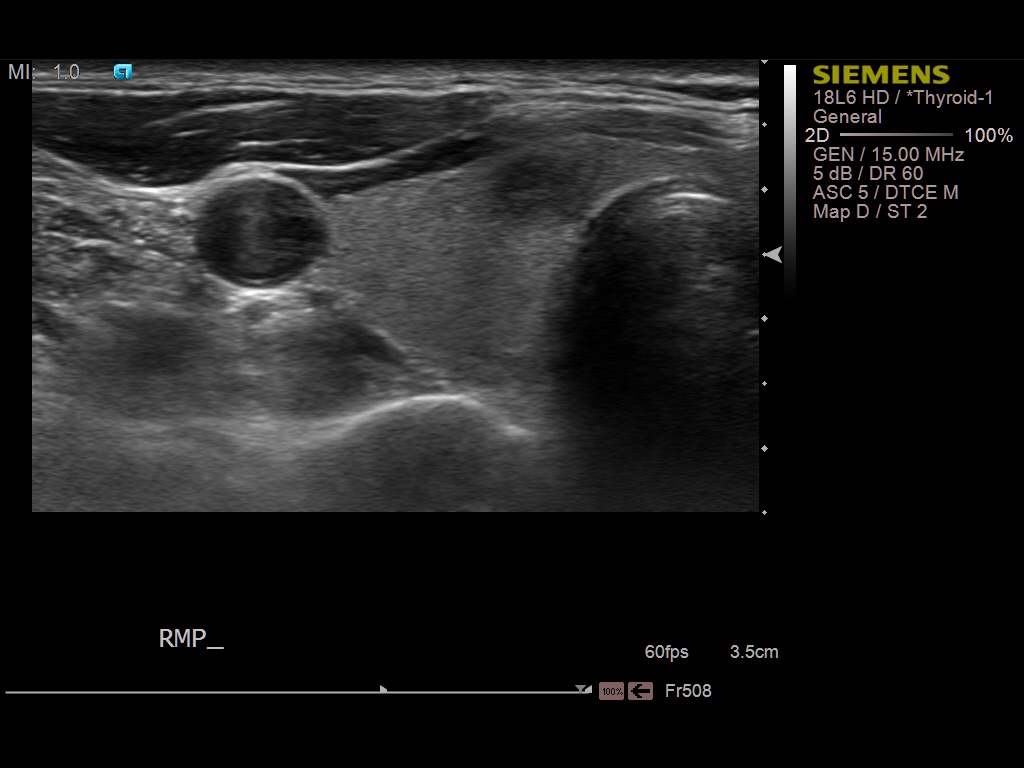 MI: 1.0
SIEMENS
18L6 HD / *Thyroid-1
General
2D 100%
GEN / 15.00 MHz
5 dB / DR 60
ASC 5 / DTCE M
Map D / ST 2
RMP_
60fps 3.5cm
100% Fr508